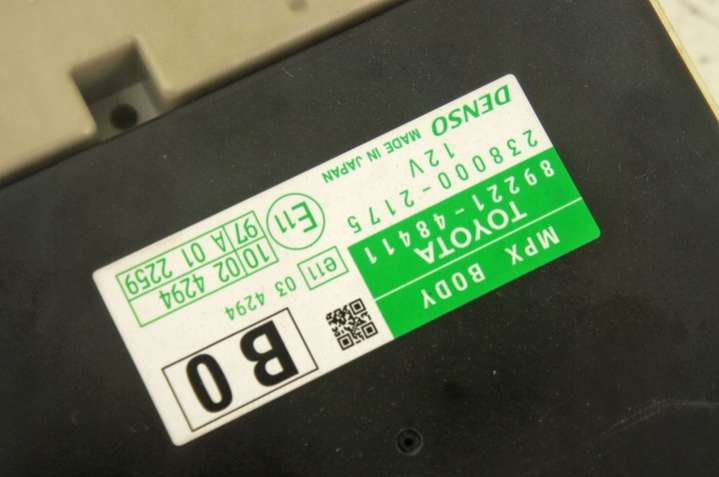 MPX BODY
TOYOTA
89221-48411
238000-2175
12V
DENSO MADE IN JAPAN
B0
e11 03 4294
10 02 4294
97/A 01 2259
E11